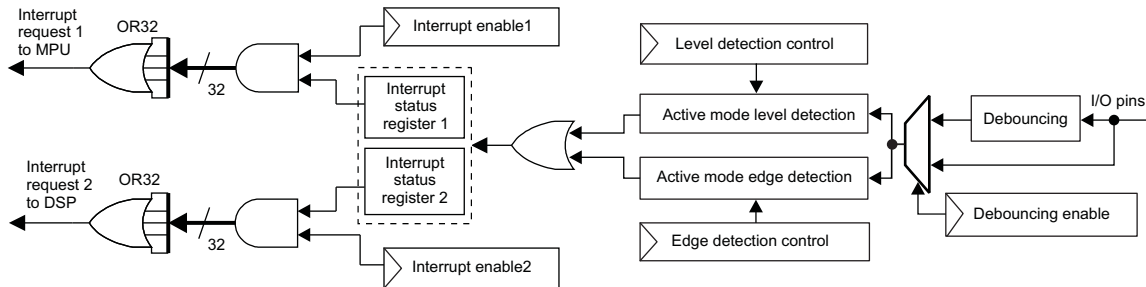 Interrupt
request 1
to MPU
OR32
32
Interrupt enable1
Interrupt
status
register 1
Interrupt
status
register 2
Interrupt
request 2
to DSP
OR32
32
Interrupt enable2
Level detection control
Active mode level detection
Active mode edge detection
Edge detection control
Debouncing
I/O pins
Debouncing enable